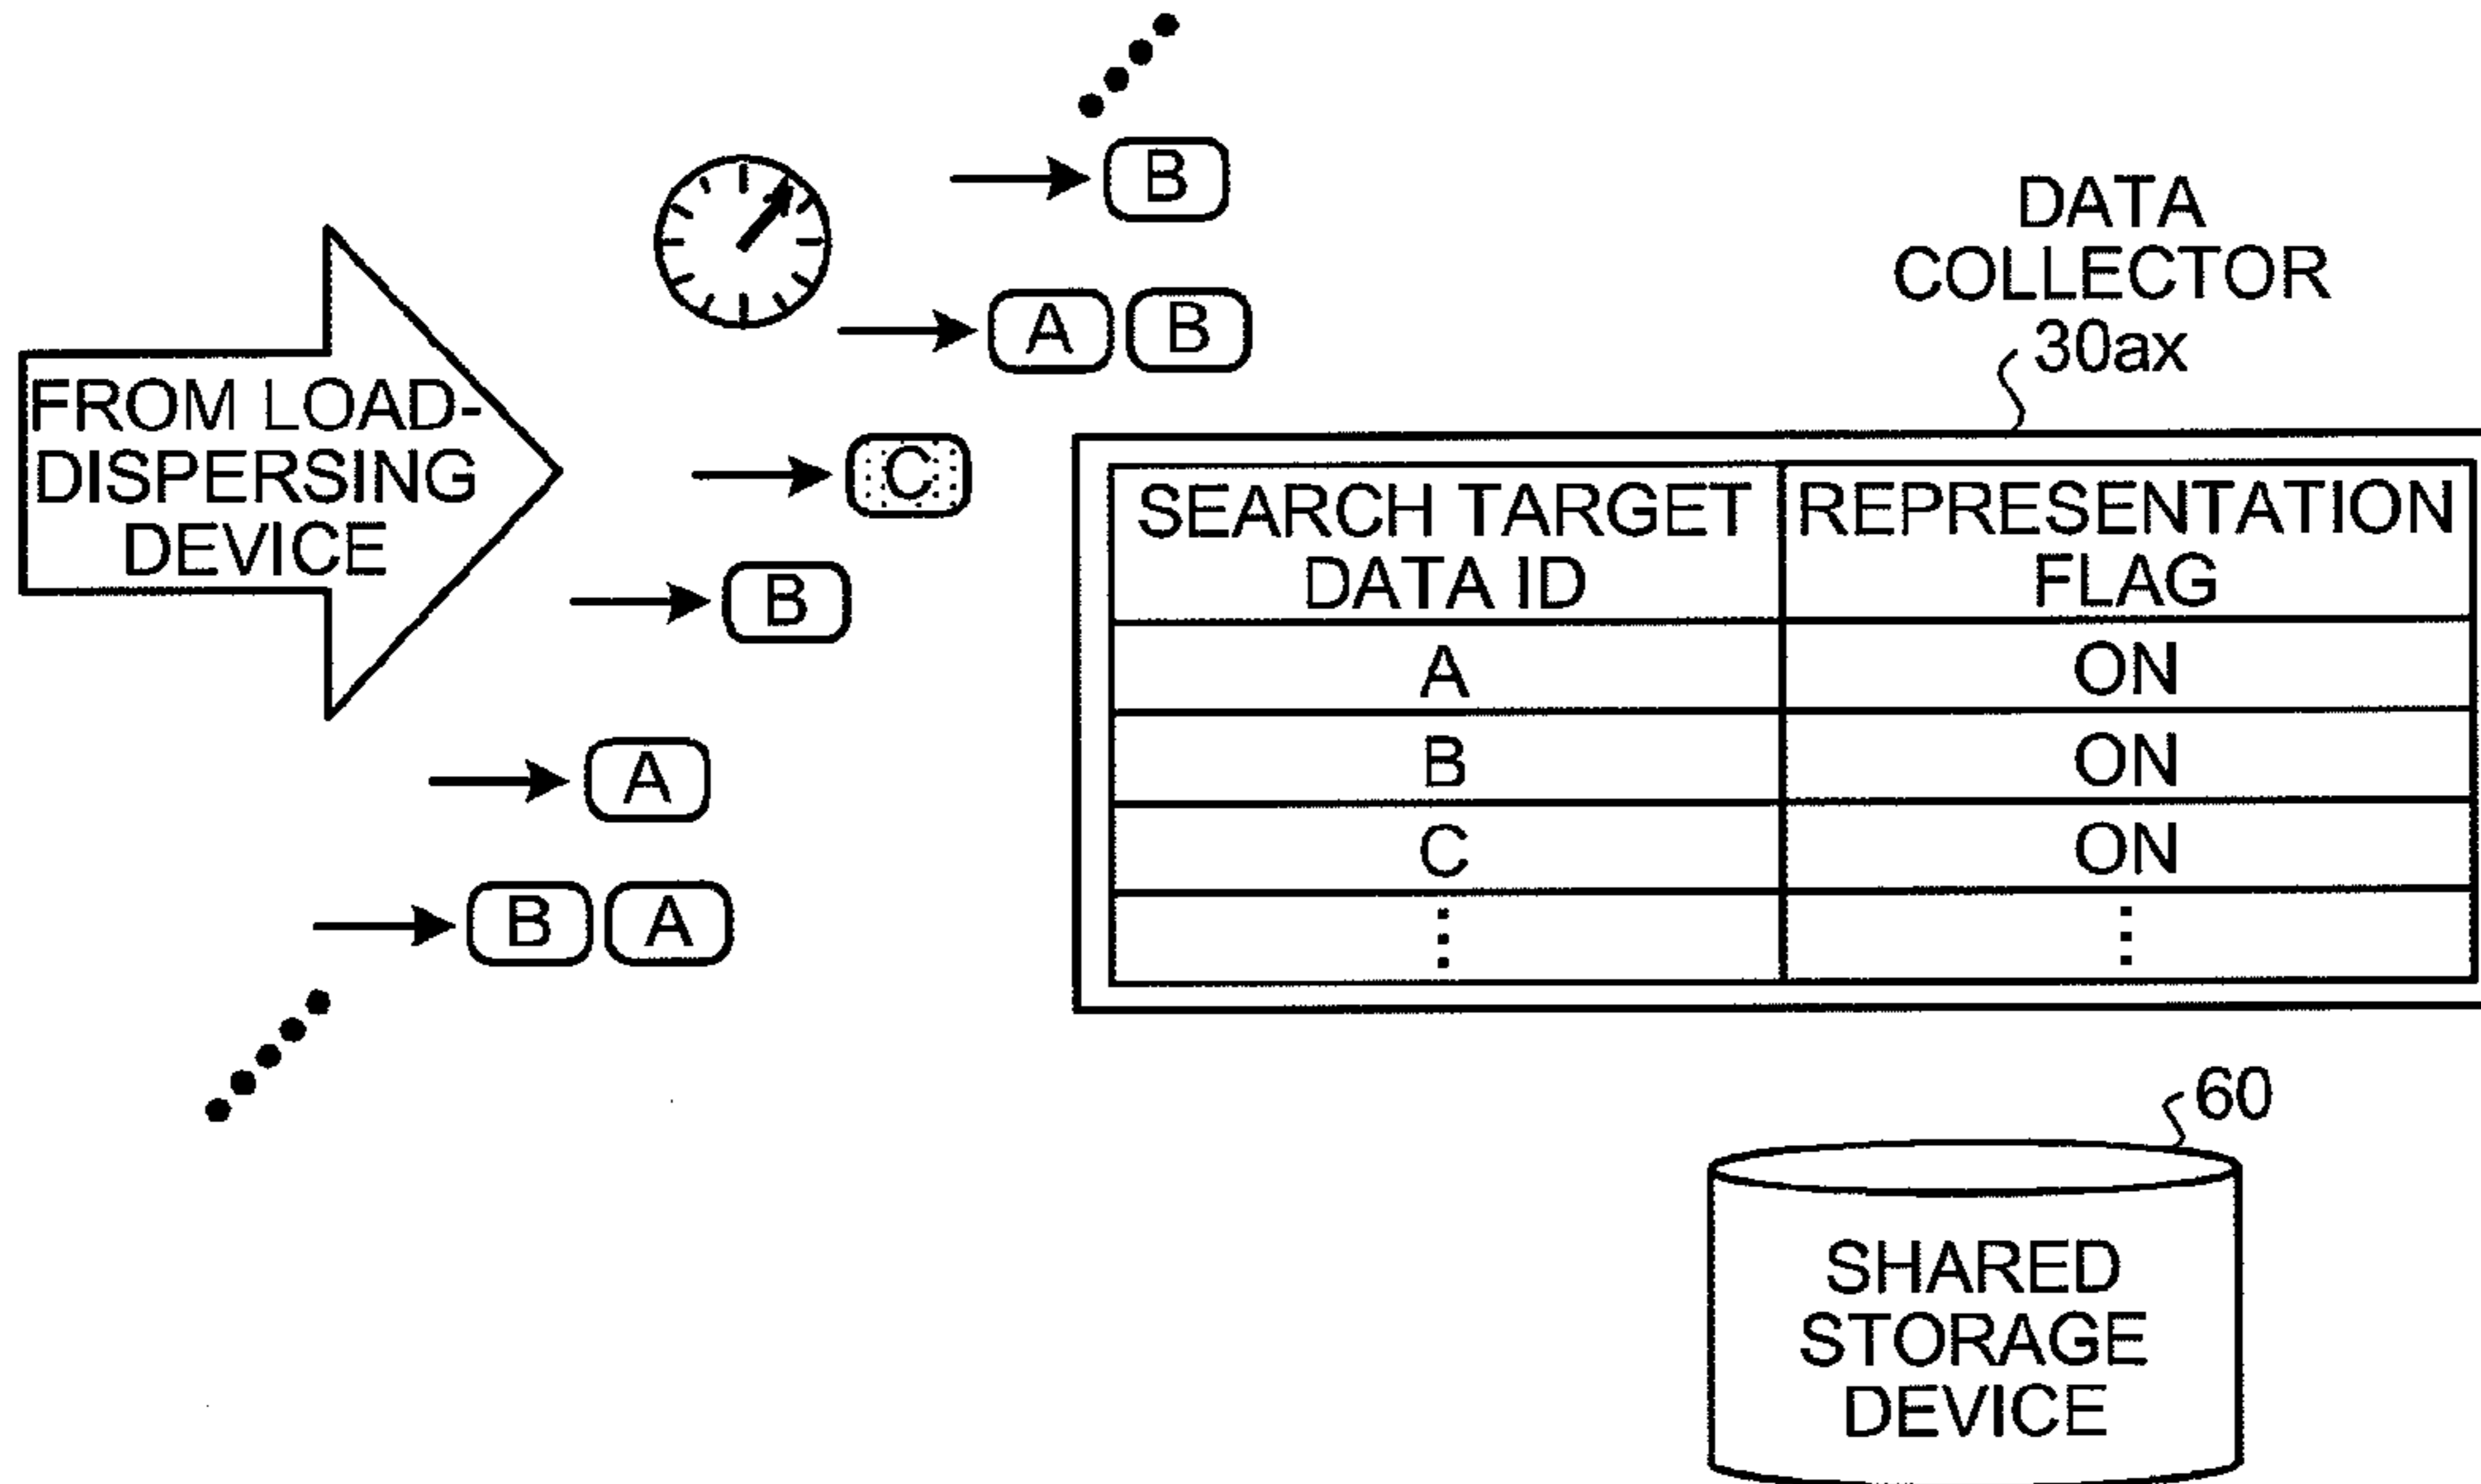 B
A B
C
B
A
B A
FROM LOAD-
DISPERSING
DEVICE
DATA
COLLECTOR
30ax
SEARCH TARGET
DATA ID
REPRESENTATION
FLAG
A ON
B ON
C ON
60
SHARED
STORAGE
DEVICE